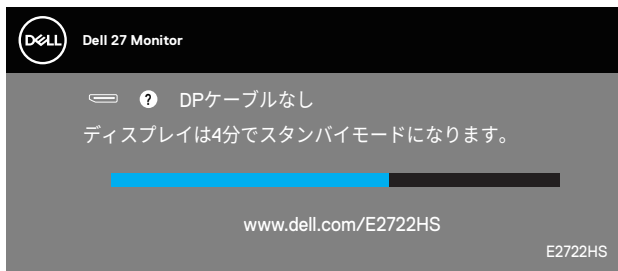 DELL
Dell 27 Monitor
? DPケーブルなし
ディスプレイは4分でスタンバイモードになります。
www.dell.com/E2722HS
E2722HS